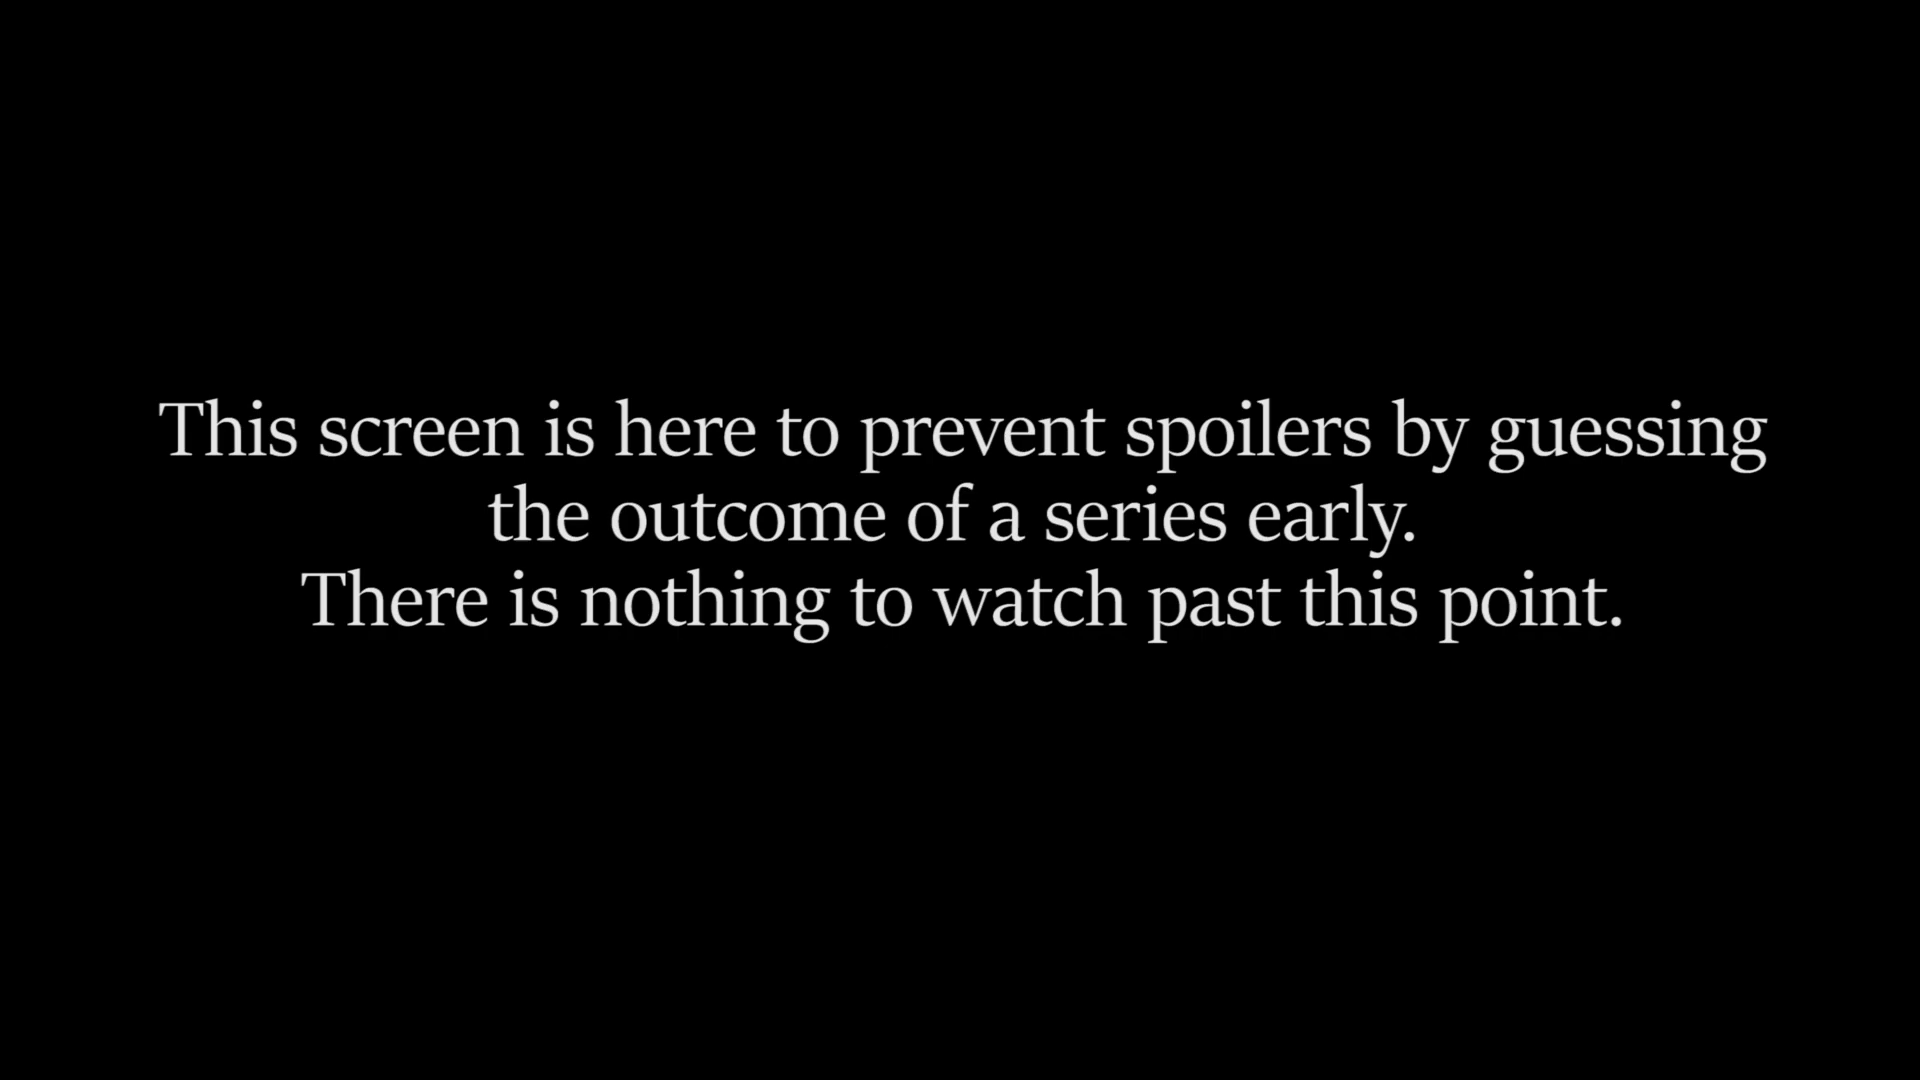 This screen is here to prevent spoilers by guessing
the outcome of a series early.
There is nothing to watch past this point.